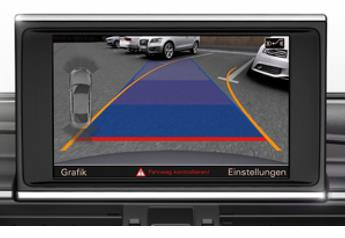 Grafik
Fahrweg kontrollieren!
Einstellungen